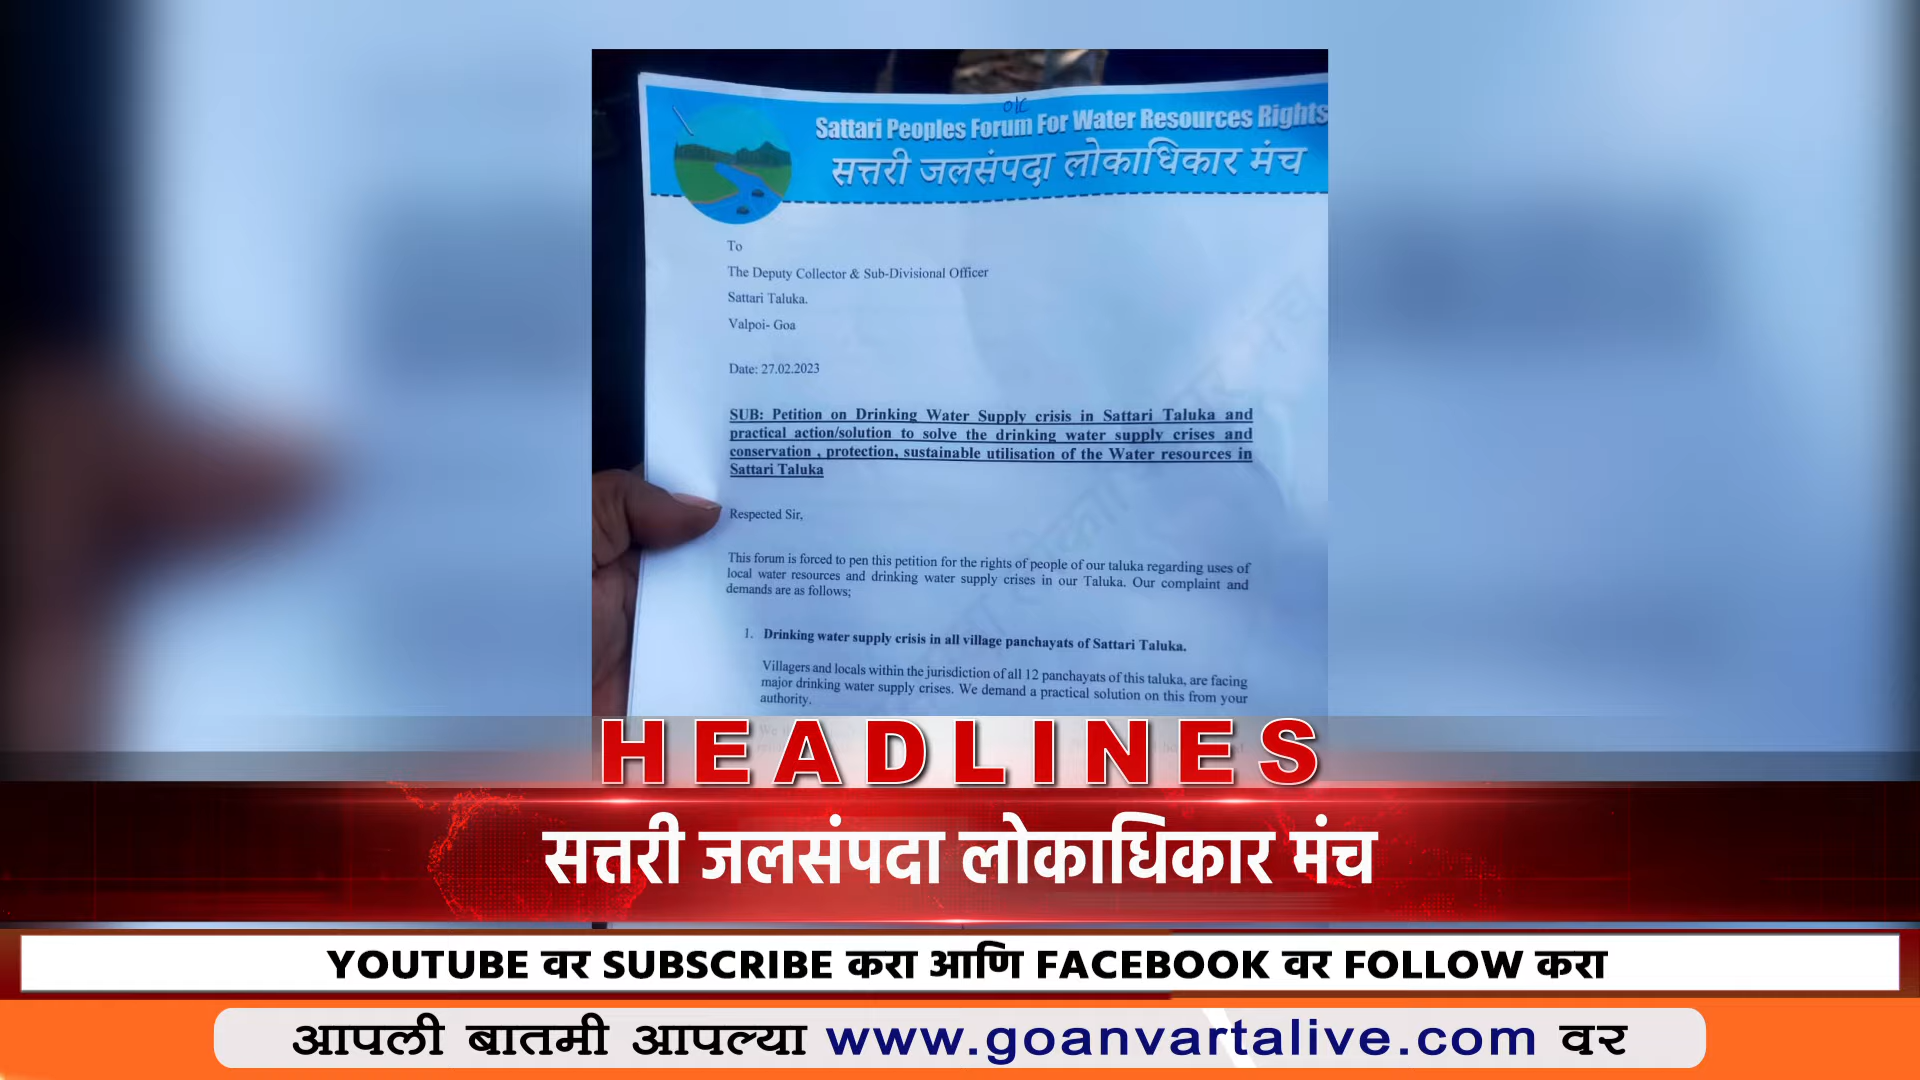 olc
Sattari Peoples Forum For Water Resources Rights
सत्तरी जलसंपदा लोकाधिकार मंच
To
The Deputy Collector & Sub-Divisional Officer
Sattari Taluka.
Valpoi- Goa
Date: 27.02.2023
SUB: Petition on Drinking Water Supply crisis in Sattari Taluka and
practical action/solution to solve the drinking water supply crises and
conservation , protection, sustainable utilisation of the Water resources in
Sattari Taluka
Respected Sir,
This forum is forced to pen this petition for the rights of people of our taluka regarding uses of
local water resources and drinking water supply crises in our Taluka. Our complaint and
demands are as follows;
1. Drinking water supply crisis in all village panchayats of Sattari Taluka.
Villagers and locals within the jurisdiction of all 12 panchayats of this taluka, are facing
major drinking water supply crises. We demand a practical solution on this from your
authority.
HEADLINES
सत्तरी जलसंपदा लोकाधिकार मंच
YOUTUBE वर SUBSCRIBE करा आणि FACEBOOK वर FOLLOW करा
आपली बातमी आपल्या www.goanvartalive.com वर